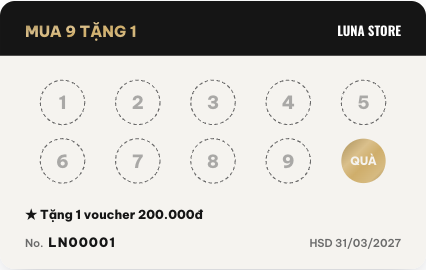 MUA 9 TẶNG 1
LUNA STORE
1 2 3 4 5
6 7 8 9 QUÀ
★ Tặng 1 voucher 200.000đ
No. LN00001
HSD 31/03/2027